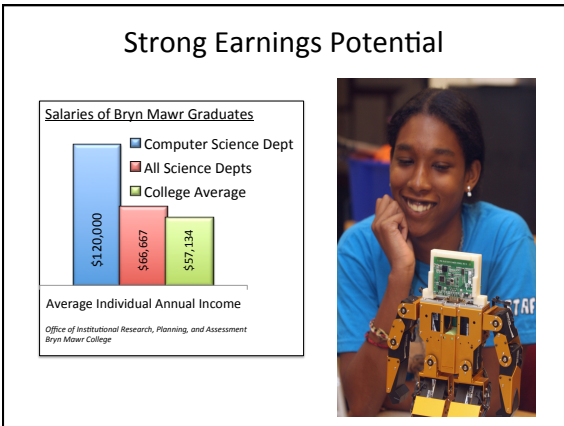 Strong Earnings Potential
Salaries of Bryn Mawr Graduates
Computer Science Dept
All Science Depts
College Average
$120,000
$66,667
$57,134
Average Individual Annual Income
Office of Institutional Research, Planning, and Assessment
Bryn Mawr College